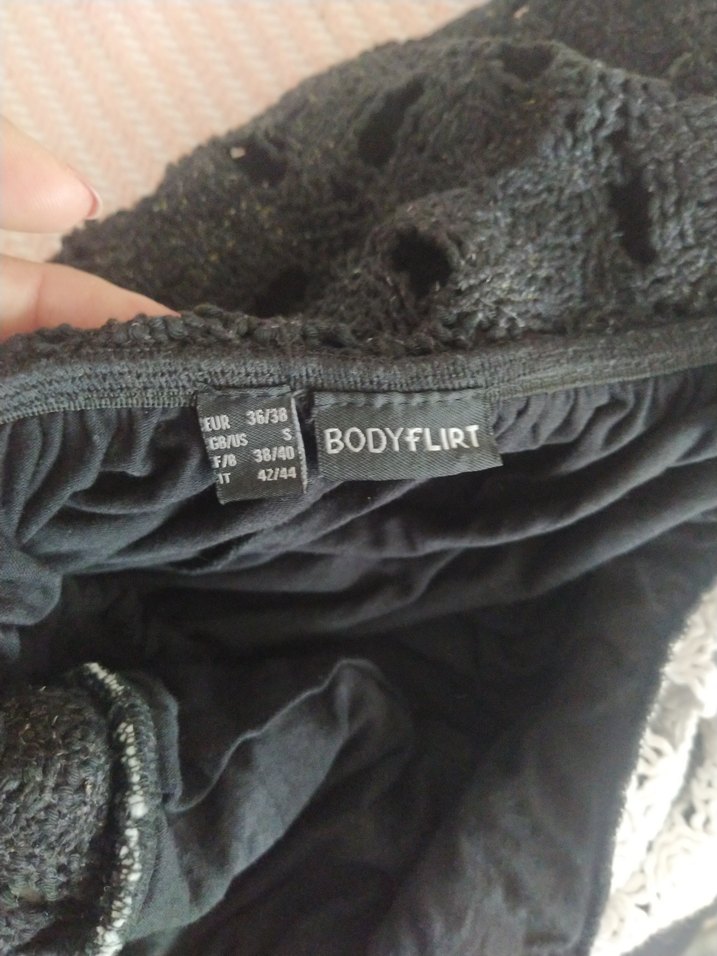 EUR 36/38
GB/US S
F/B 38/40
IT 42/44
BODYFLIRT